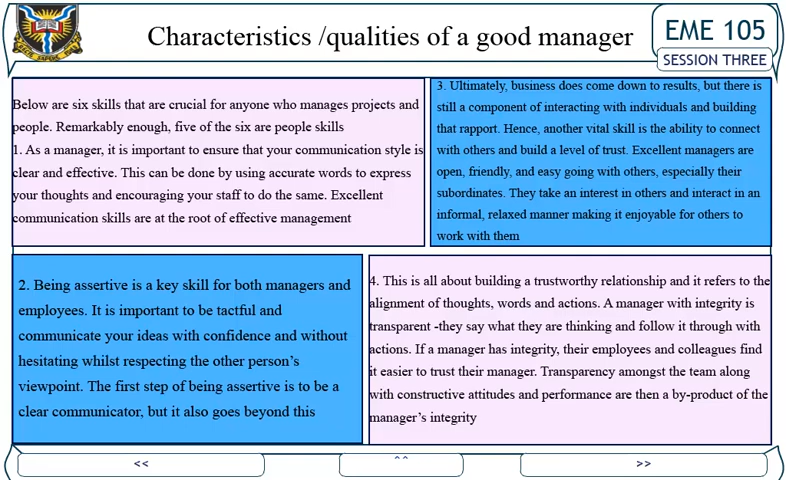 Characteristics /qualities of a good manager
EME 105
SESSION THREE
Below are six skills that are crucial for anyone who manages projects and
people. Remarkably enough, five of the six are people skills
1. As a manager, it is important to ensure that your communication style is
clear and effective. This can be done by using accurate words to express
your thoughts and encouraging your staff to do the same. Excellent
communication skills are at the root of effective management
2. Being assertive is a key skill for both managers and
employees. It is important to be tactful and
communicate your ideas with confidence and without
hesitating whilst respecting the other person's
viewpoint. The first step of being assertive is to be a
clear communicator, but it also goes beyond this
3. Ultimately, business does come down to results, but there is
still a component of interacting with individuals and building
that rapport. Hence, another vital skill is the ability to connect
with others and build a level of trust. Excellent managers are
open, friendly, and easy going with others, especially their
subordinates. They take an interest in others and interact in an
informal, relaxed manner making it enjoyable for others to
work with them
4. This is all about building a trustworthy relationship and it refers to the
alignment of thoughts, words and actions. A manager with integrity is
transparent -they say what they are thinking and follow it through with
actions. If a manager has integrity, their employees and colleagues find
it easier to trust their manager. Transparency amongst the team along
with constructive attitudes and performance are then a by-product of the
manager's integrity
<< ^^ >>